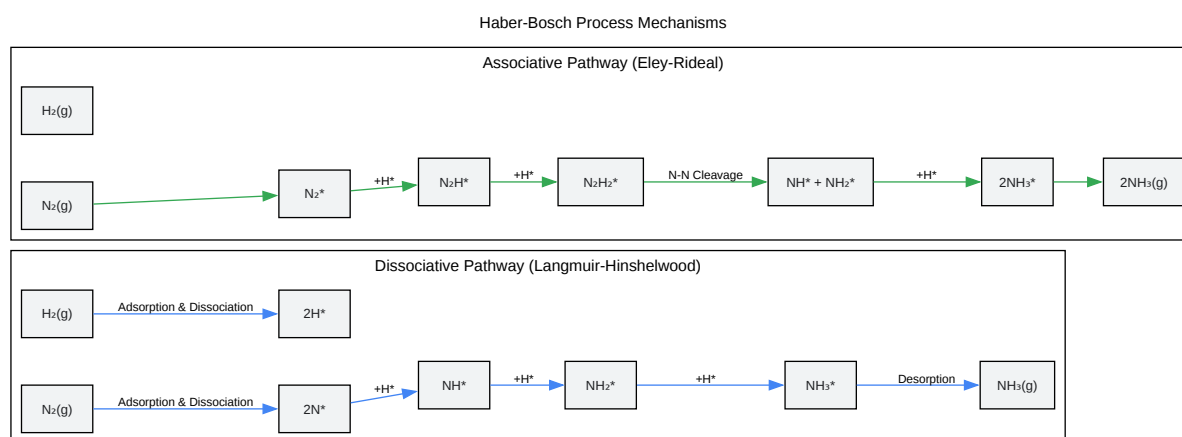 Haber-Bosch Process Mechanisms
Associative Pathway (Eley-Rideal)
H₂(g)
N₂(g)
N₂*
+H*
N₂H*
+H*
N₂H₂*
N-N Cleavage
NH* + NH₂*
+H*
2NH₃*
2NH₃(g)
Dissociative Pathway (Langmuir-Hinshelwood)
H₂(g)
Adsorption & Dissociation
2H*
N₂(g)
Adsorption & Dissociation
2N*
+H*
NH*
+H*
NH₂*
+H*
NH₃*
Desorption
NH₃(g)